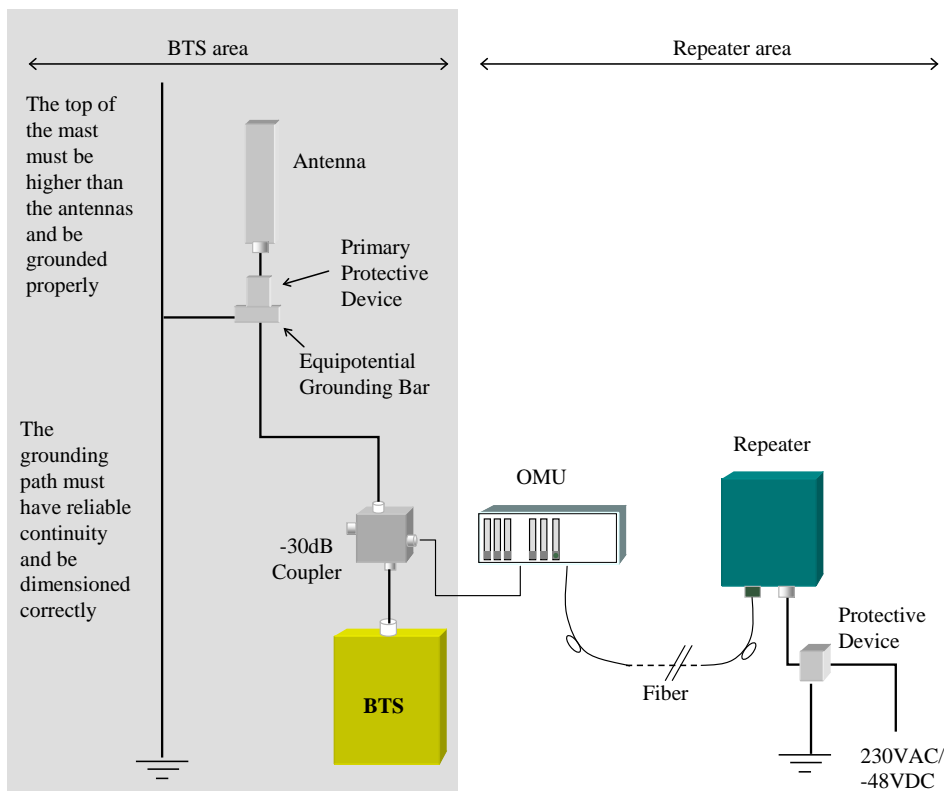 BTS area
Repeater area
The top of
the mast
must be
higher than
the antennas
and be
grounded
properly
Antenna
Primary
Protective
Device
Equipotential
Grounding Bar
The
grounding
path must
have reliable
continuity
and be
dimensioned
correctly
-30dB
Coupler
BTS
OMU
Repeater
Fiber
Protective
Device
230VAC/
-48VDC